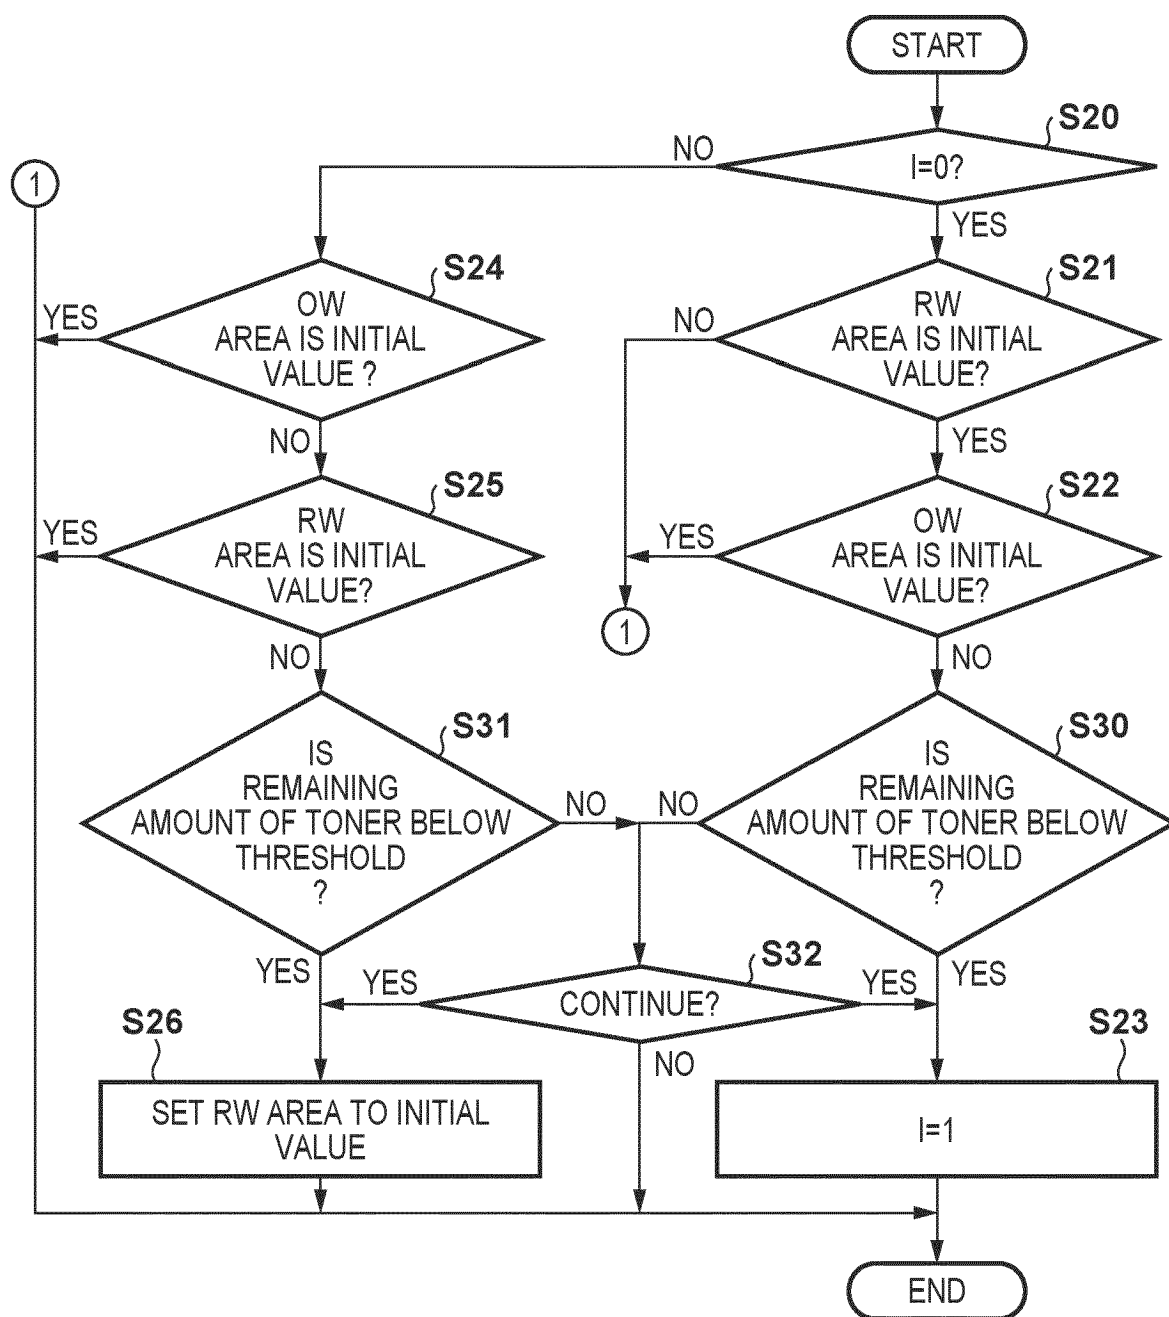 START
S20
NO
I=0?
1
YES
S24
S21
YES
OW
AREA IS INITIAL
VALUE ?
NO
RW
AREA IS INITIAL
VALUE?
NO
YES
S25
S22
YES
RW
AREA IS INITIAL
VALUE?
YES
OW
AREA IS INITIAL
VALUE?
1
NO
NO
S31
S30
IS
REMAINING
AMOUNT OF TONER BELOW
THRESHOLD
?
NO
NO
IS
REMAINING
AMOUNT OF TONER BELOW
THRESHOLD
?
YES
S32
YES
YES
CONTINUE?
YES
S26
NO
S23
SET RW AREA TO INITIAL
VALUE
I=1
END